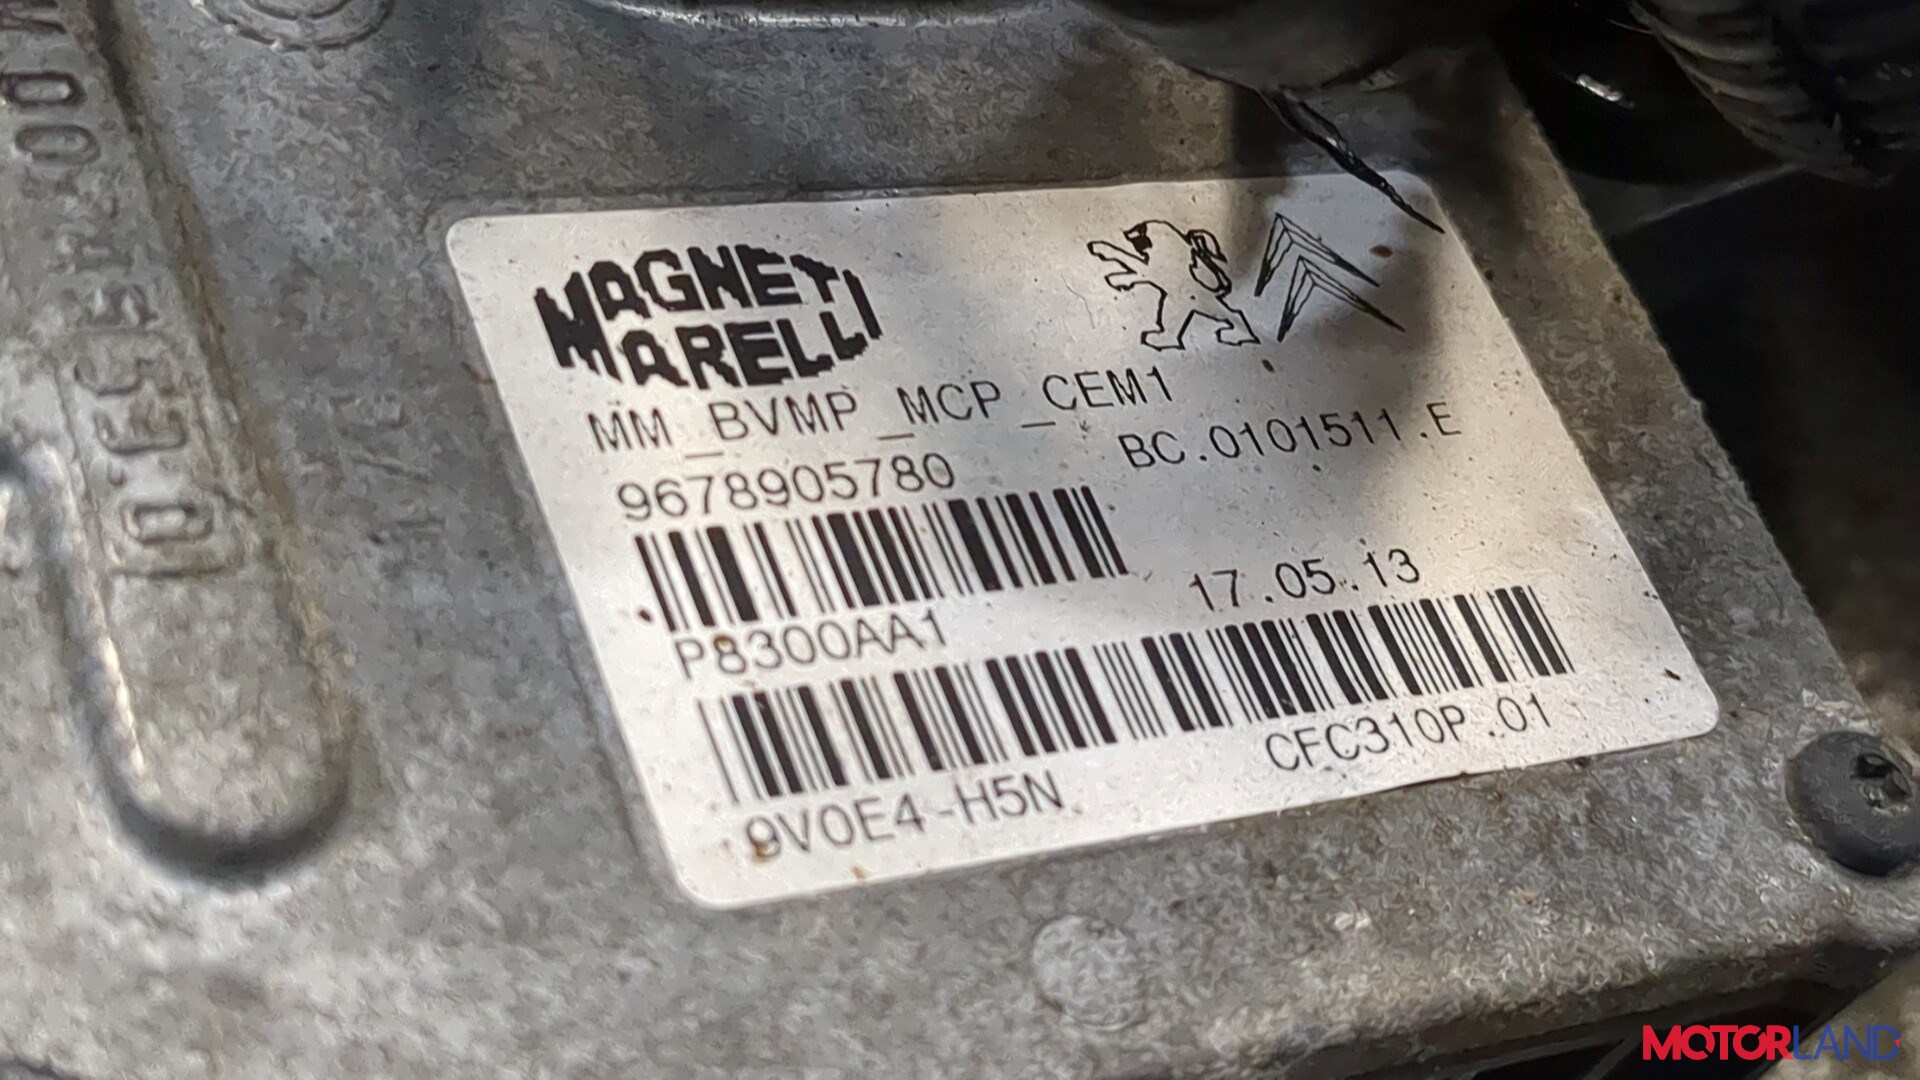 MAGNETI
MARELLI
MM_BVMP_MCP_CEM1
BC.0101511.E
9678905780
17.05.13
P8300AA1
CFC310P.01
9V0E4-H5N
MOTORLAND